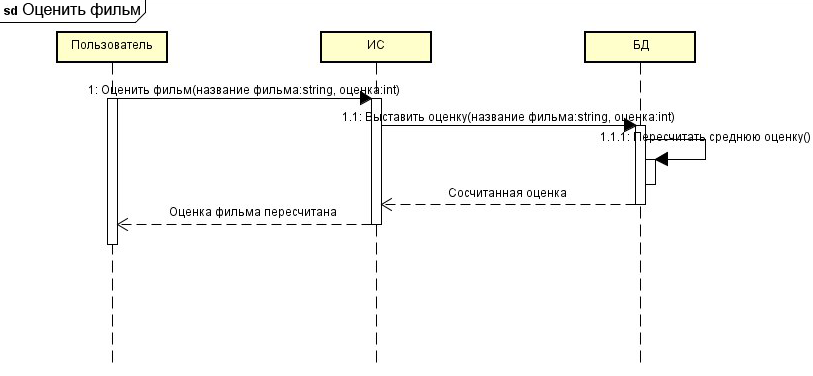 sd Оценить фильм
Пользователь
ИС
БД
1: Оценить фильм(название фильма:string, оценка:int)
1.1: Выставить оценку(название фильма:string, оценка:int)
1.1.1: Пересчитать среднюю оценку()
Сосчитанная оценка
Оценка фильма пересчитана